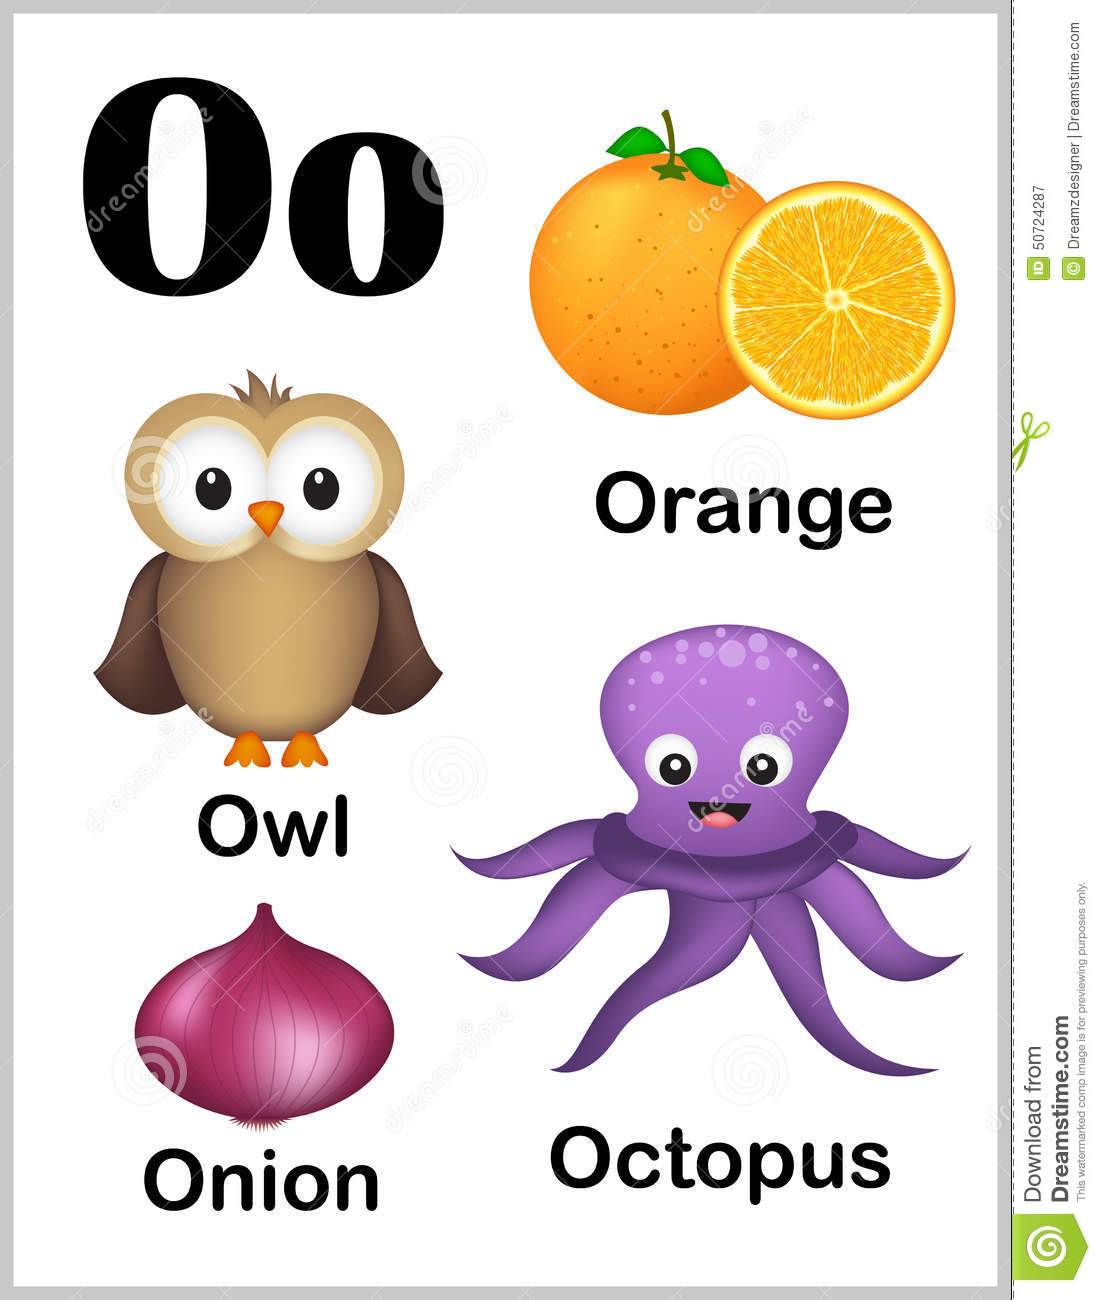 Oo
Orange
Owl
Octopus
Onion
50724287
ID
© Dreamzdesigner | Dreamstime.com
Download from
Dreamstime.com
This watermarked comp image is for previewing purposes only.
dreamstime